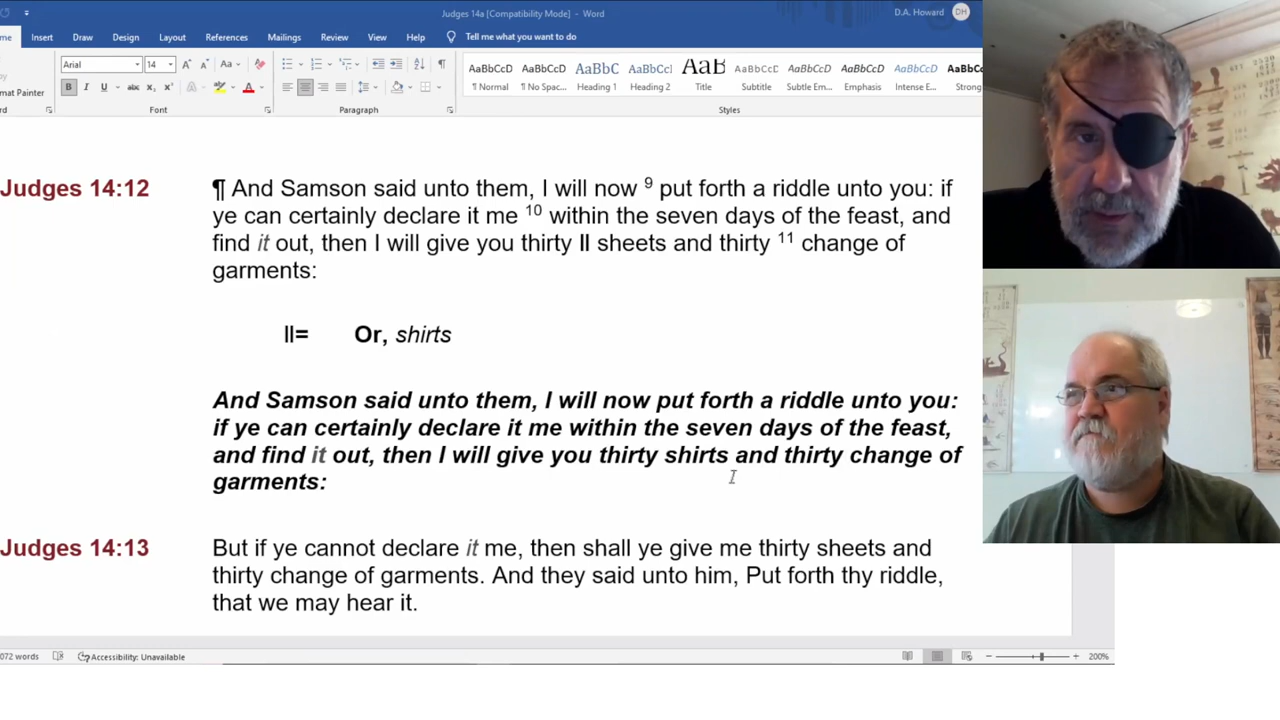 Judges 14a [Compatibility Mode] - Word
D.A. Howard
DH
me
Insert
Draw
Design
Layout
References
Mailings
Review
View
Help
Tell me what you want to do
Arial
14
Aa
AaBbCcD
AaBbCcD
AaBbC
AaBbCcl
AaB
AaBbCcD
AaBbCcD
AaBbCcD
AaBbCcD
AaBbCc
¶ Normal
¶ No Spac...
Heading 1
Heading 2
Title
Subtitle
Subtle Em...
Emphasis
Intense E...
Strong
mat Painter
Font
Paragraph
Styles
Judges 14:12
¶ And Samson said unto them, I will now 9 put forth a riddle unto you: if
ye can certainly declare it me 10 within the seven days of the feast, and
find it out, then I will give you thirty ll sheets and thirty 11 change of
garments:
ll= Or, shirts
And Samson said unto them, I will now put forth a riddle unto you:
if ye can certainly declare it me within the seven days of the feast,
and find it out, then I will give you thirty shirts and thirty change of
garments:
Judges 14:13
But if ye cannot declare it me, then shall ye give me thirty sheets and
thirty change of garments. And they said unto him, Put forth thy riddle,
that we may hear it.
072 words
Accessibility: Unavailable
200%